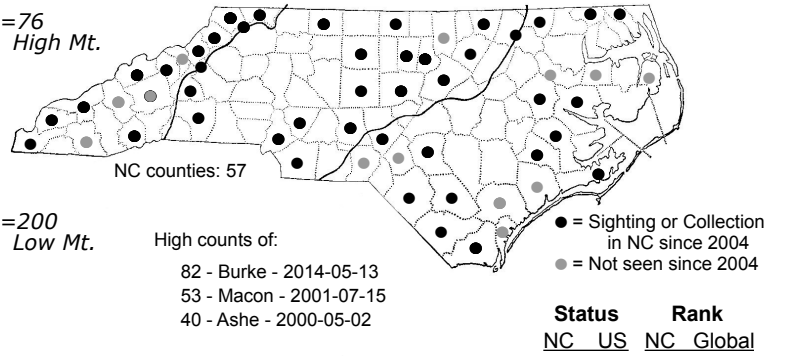 =76
High Mt.
NC counties: 57
=200
Low Mt.
High counts of:
82 - Burke - 2014-05-13
53 - Macon - 2001-07-15
40 - Ashe - 2000-05-02
= Sighting or Collection
in NC since 2004
= Not seen since 2004
Status Rank
NC US NC Global